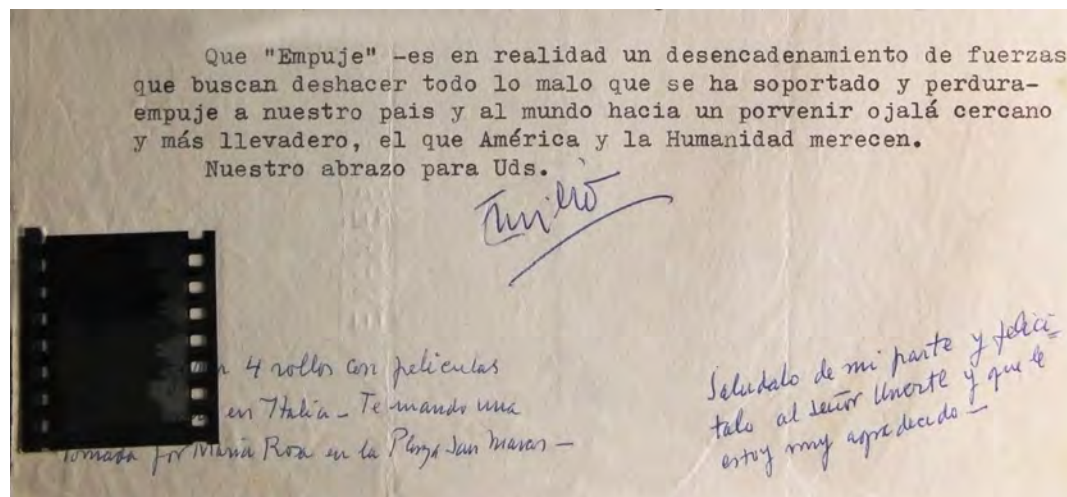 Que "Empuje" -es en realidad un desencadenamiento de fuerzas
que buscan deshacer todo lo malo que se ha soportado y perdura-
empuje a nuestro pais y al mundo hacia un porvenir ojalá cercano
y más llevadero, el que América y la Humanidad merecen.
Nuestro abrazo para Uds.
Emilio
4 rollos con peliculas
en Italia - Te mando una
tomada por María Rosa en la Plaza San Marcos -
Saludalo de mi parte y felici-
talo al señor y que le
estoy muy agradecido -